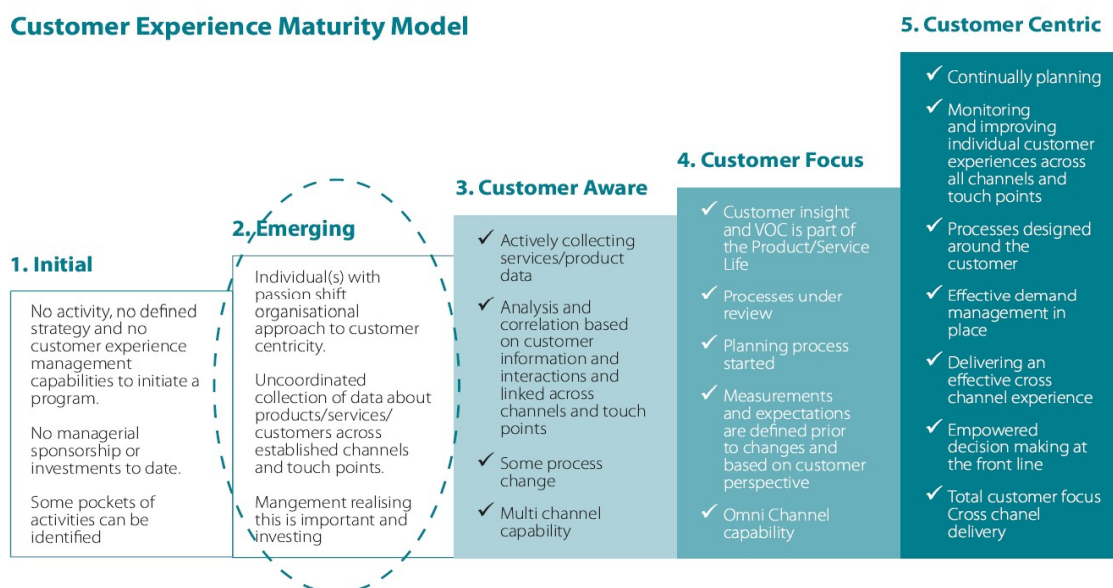 Customer Experience Maturity Model
1. Initial
No activity, no defined
strategy and no
customer experience
management
capabilities to initiate a
program.
No managerial
sponsorship or
investments to date.
Some pockets of
activities can be
identified
2. Emerging
Individual(s) with
passion shift
organisational
approach to customer
centricity.
Uncoordinated
collection of data about
products/services/
customers across
established channels
and touch points.
Mangement realising
this is important and
investing
3. Customer Aware
✓ Actively collecting
services/product
data
✓ Analysis and
correlation based
on customer
information and
interactions and
linked across
channels and touch
points
✓ Some process
change
✓ Multi channel
capability
4. Customer Focus
✓ Customer insight
and VOC is part of
the Product/Service
Life
✓ Processes under
review
✓ Planning process
started
✓ Measurements
and expectations
are defined prior
to changes and
based on customer
perspective
✓ Omni Channel
capability
5. Customer Centric
✓ Continually planning
✓ Monitoring
and improving
individual customer
experiences across
all channels and
touch points
✓ Processes designed
around the
customer
✓ Effective demand
management in
place
✓ Delivering an
effective cross
channel experience
✓ Empowered
decision making at
the front line
✓ Total customer focus
Cross chanel
delivery